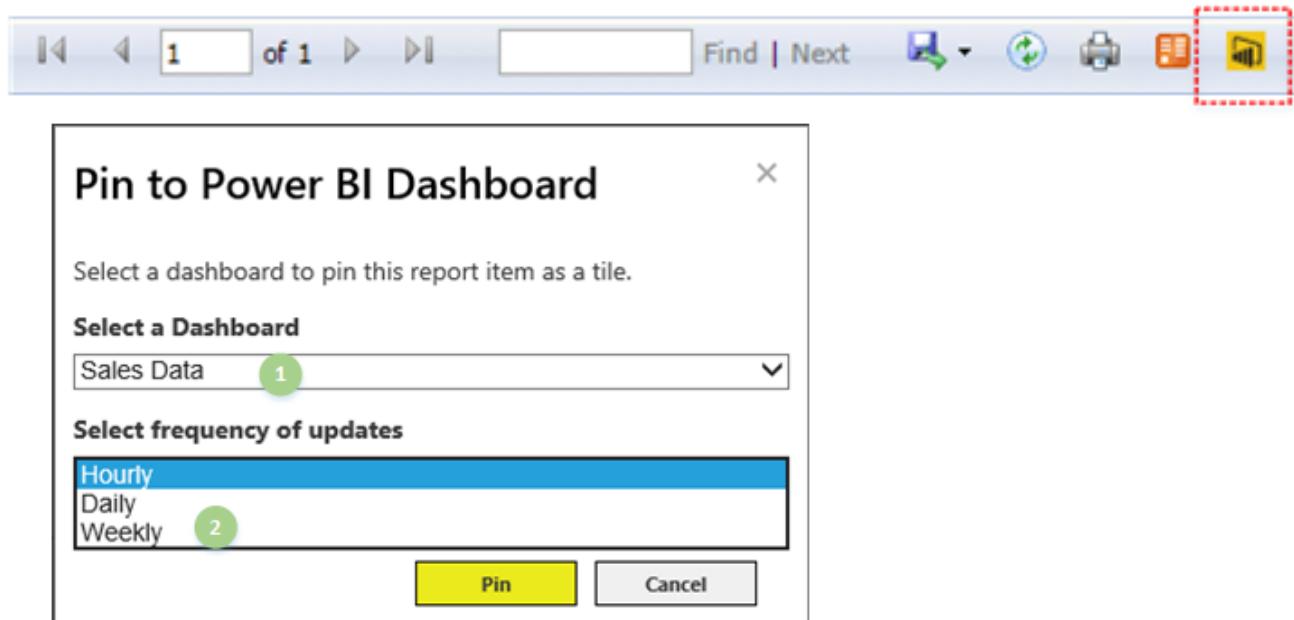 1 of 1 Find | Next
Pin to Power BI Dashboard
Select a dashboard to pin this report item as a tile.
Select a Dashboard
Sales Data 1
Select frequency of updates
Hourly
Daily
Weekly 2
Pin Cancel